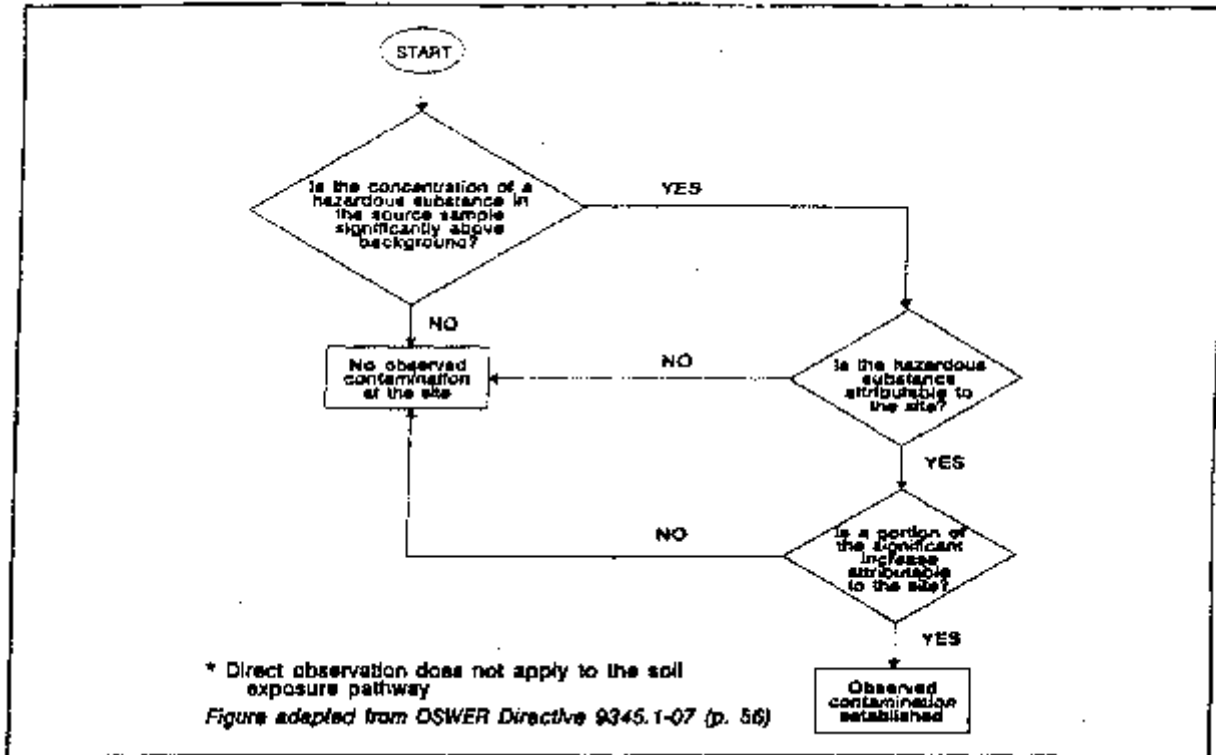 START
Is the concentration of a
hazardous substance in
the source sample
significantly above
background?
YES
NO
No observed
contamination
at the site
NO
Is the hazardous
substance
attributable to
the site?
YES
NO
Is a portion of
the significant
increase
attributable
to the site?
YES
* Direct observation does not apply to the soil
exposure pathway
Figure adapted from OSWER Directive 9345.1-07 (p. 56)
Observed
contamination
established